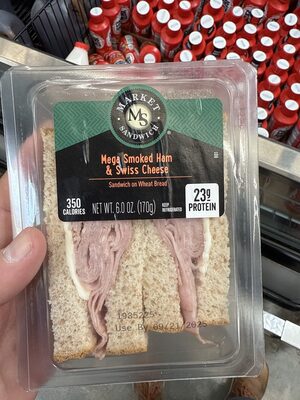 MARKET
MS
SANDWICH
Mega Smoked Ham
& Swiss Cheese
Sandwich on Wheat Bread
350
CALORIES
NET WT. 6.0 OZ. (170g)
KEEP
REFRIGERATED
23g
PROTEIN
1935225
Use By 09/21/2025